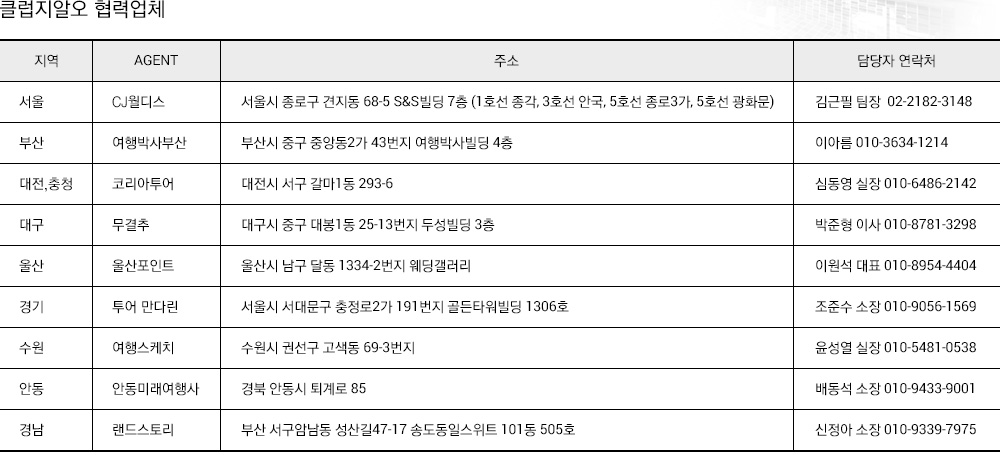 클럽지알오 협력업체
지역 AGENT 주소 담당자 연락처
서울 CJ월디스 서울시 종로구 견지동 68-5 S&S빌딩 7층 (1호선 종각, 3호선 안국, 5호선 종로3가, 5호선 광화문) 김근필 팀장 02-2182-3148
부산 여행박사부산 부산시 중구 중앙동2가 43번지 여행박사빌딩 4층 이아름 010-3634-1214
대전,충청 코리아투어 대전시 서구 갈마1동 293-6 심동영 실장 010-6486-2142
대구 무결추 대구시 중구 대봉1동 25-13번지 두성빌딩 3층 박준형 이사 010-8781-3298
울산 울산포인트 울산시 남구 달동 1334-2번지 웨딩갤러리 이원석 대표 010-8954-4404
경기 투어 만다린 서울시 서대문구 충정로2가 191번지 골든타워빌딩 1306호 조준수 소장 010-9056-1569
수원 여행스케치 수원시 권선구 고색동 69-3번지 윤성열 실장 010-5481-0538
안동 안동미래여행사 경북 안동시 퇴계로 85 배동석 소장 010-9433-9001
경남 랜드스토리 부산 서구암남동 성산길47-17 송도동일스위트 101동 505호 신정아 소장 010-9339-7975